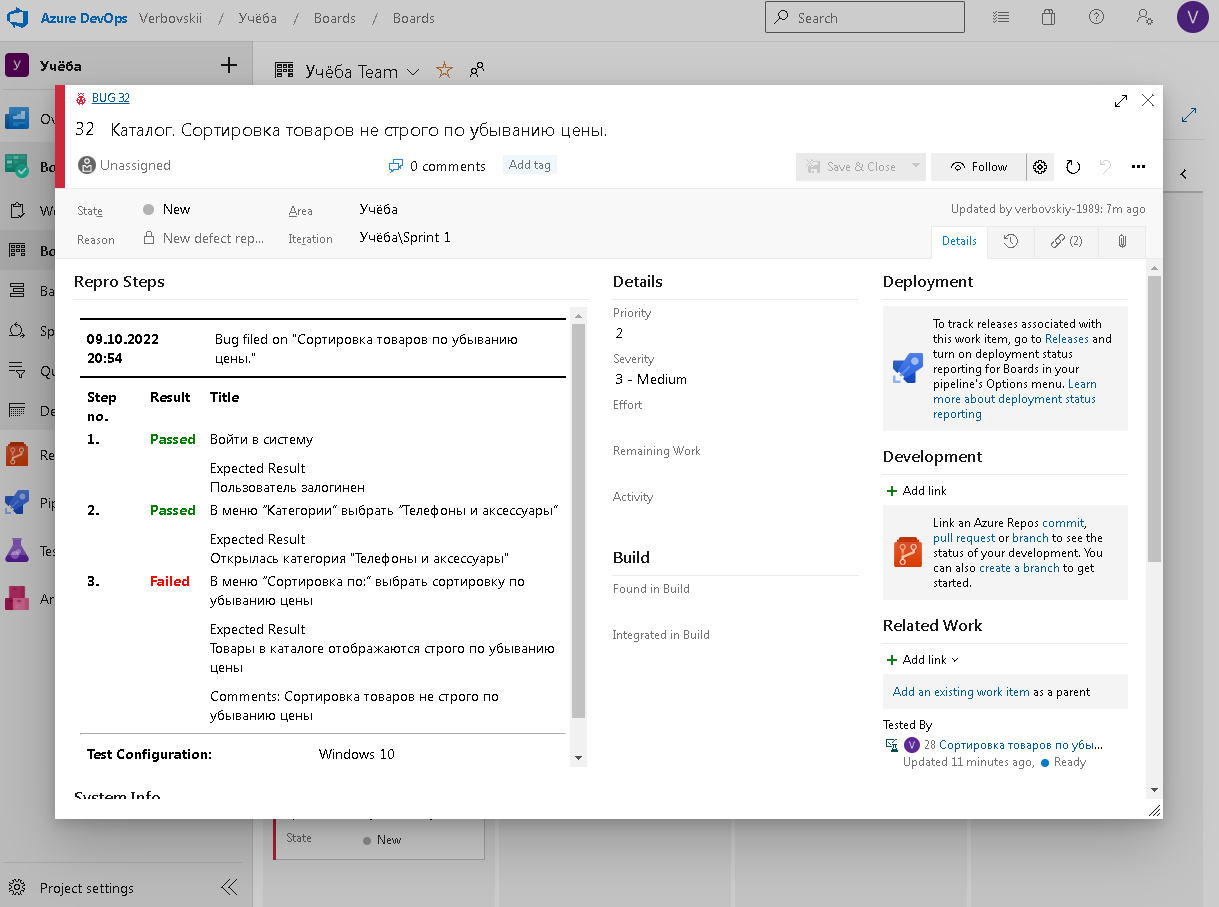 Azure DevOps Verbovskii / Учёба / Boards / Boards
Search
V
У Учёба
Учёба Team
BUG 32
32 Каталог. Сортировка товаров не строго по убыванию цены.
Unassigned
0 comments
Add tag
Save & Close
Follow
State
New
Area
Учёба
Updated by verbovskiy-1989: 7m ago
Reason
New defect rep...
Iteration
Учёба\Sprint 1
Details
(2)
Repro Steps
09.10.2022
20:54
Bug filed on "Сортировка товаров по убыванию
цены."
Step
no.
Result
Title
1.
Passed
Войти в систему
Expected Result
Пользователь залогинен
2.
Passed
В меню “Категории” выбрать “Телефоны и аксессуары”
Expected Result
Открылась категория "Телефоны и аксессуары"
3.
Failed
В меню “Сортировка по:” выбрать сортировку по
убыванию цены
Expected Result
Товары в каталоге отображаются строго по убыванию
цены
Comments: Сортировка товаров не строго по
убыванию цены
Test Configuration:
Windows 10
System Info
Details
Priority
2
Severity
3 - Medium
Effort
Remaining Work
Activity
Build
Found in Build
Integrated in Build
Deployment
To track releases associated with
this work item, go to Releases and
turn on deployment status
reporting for Boards in your
pipeline's Options menu. Learn
more about deployment status
reporting
Development
Add link
Link an Azure Repos commit,
pull request or branch to see the
status of your development. You
can also create a branch to get
started.
Related Work
Add link
Add an existing work item as a parent
Tested By
V 28 Сортировка товаров по убы...
Updated 11 minutes ago, Ready
State
New
Project settings